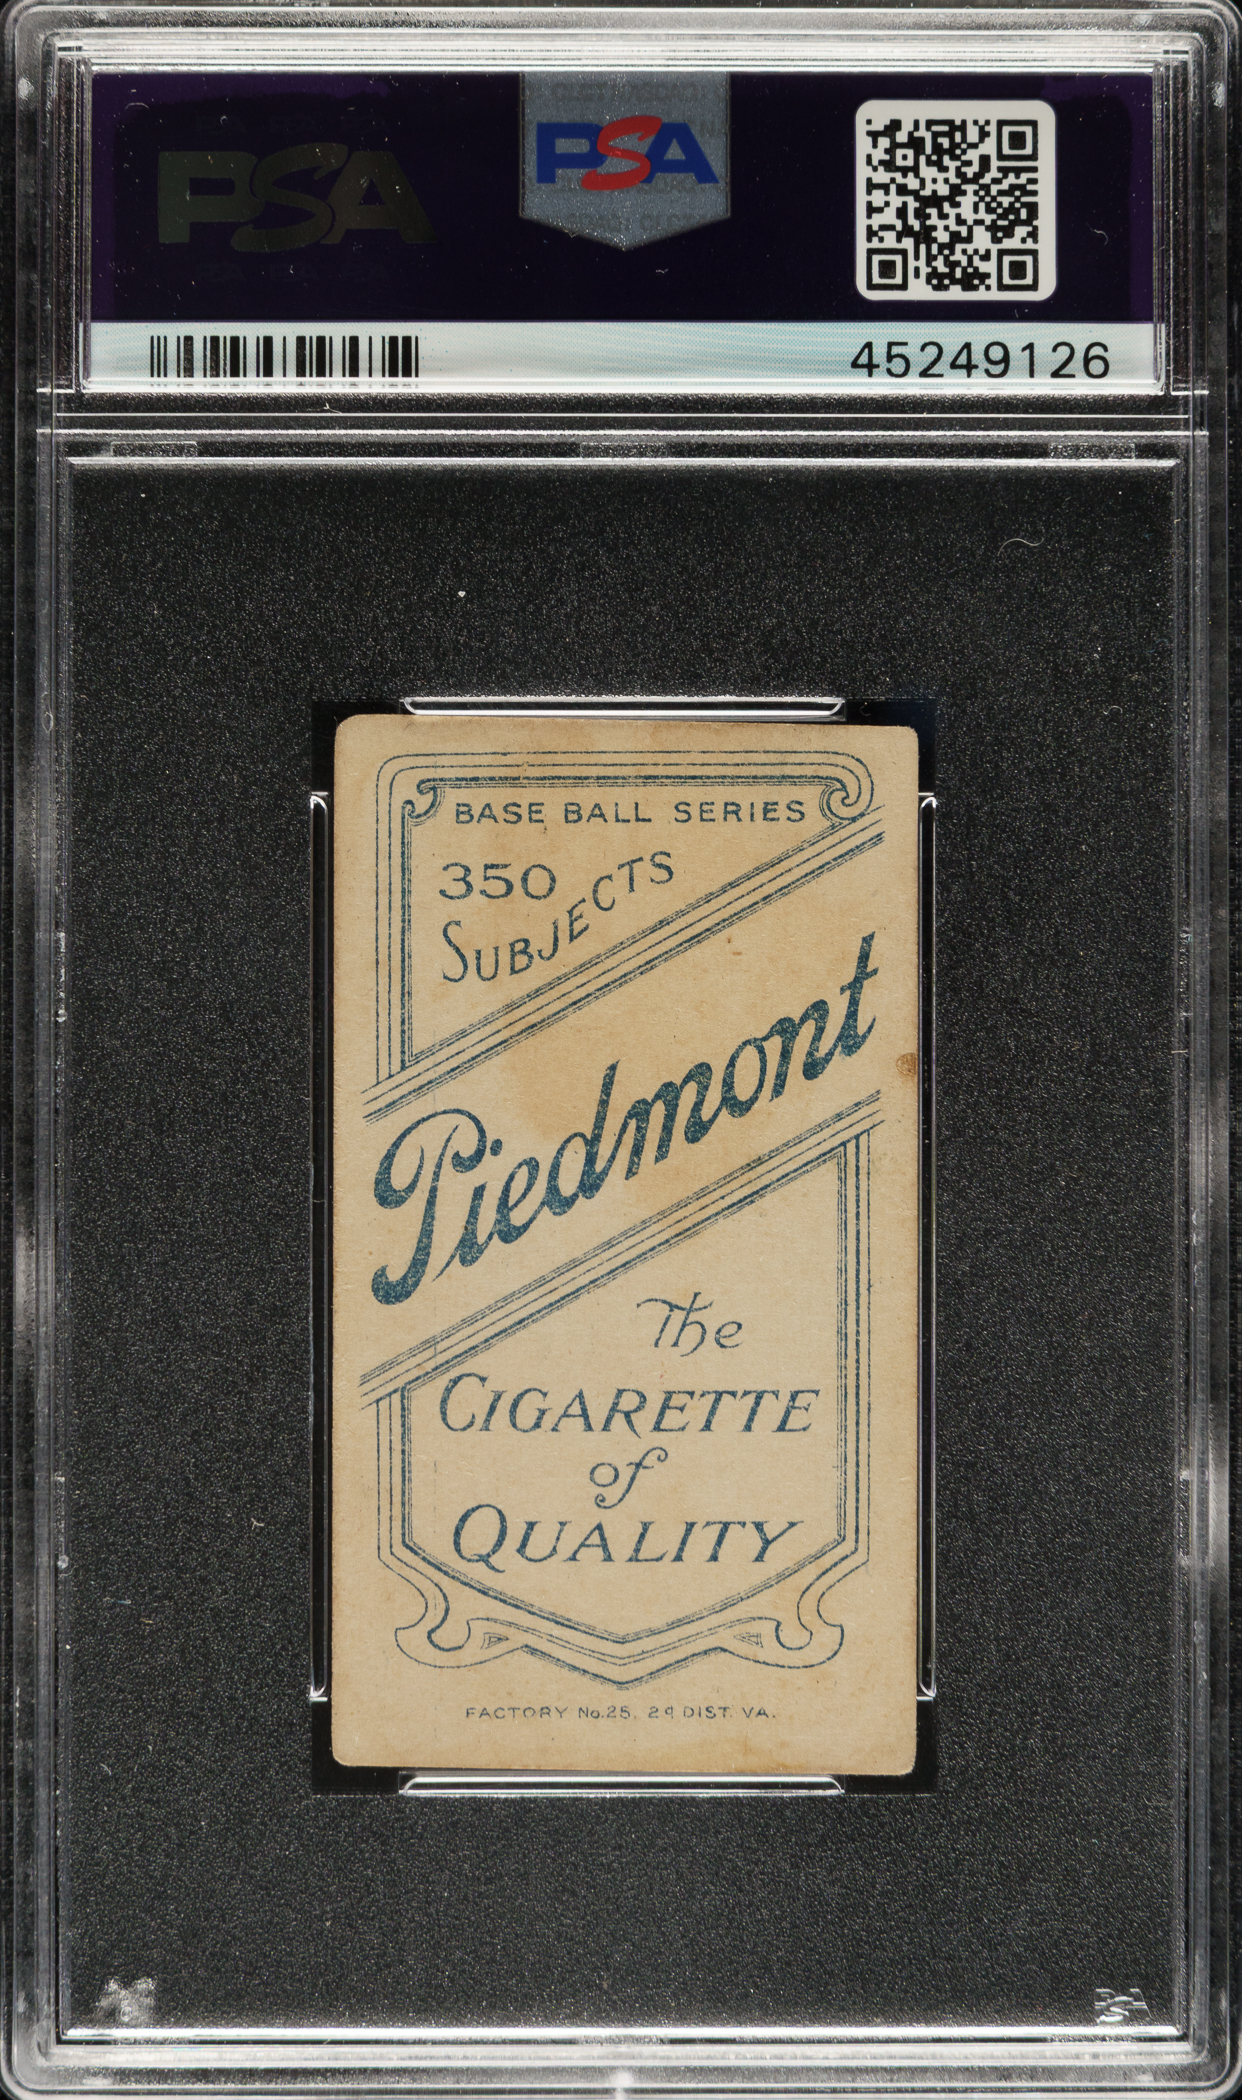 PSA
PSA
45249126
BASE BALL SERIES
350
SUBJECTS
Piedmont
The
CIGARETTE
of
QUALITY
FACTORY No. 25, 2d DIST. VA.
PSA